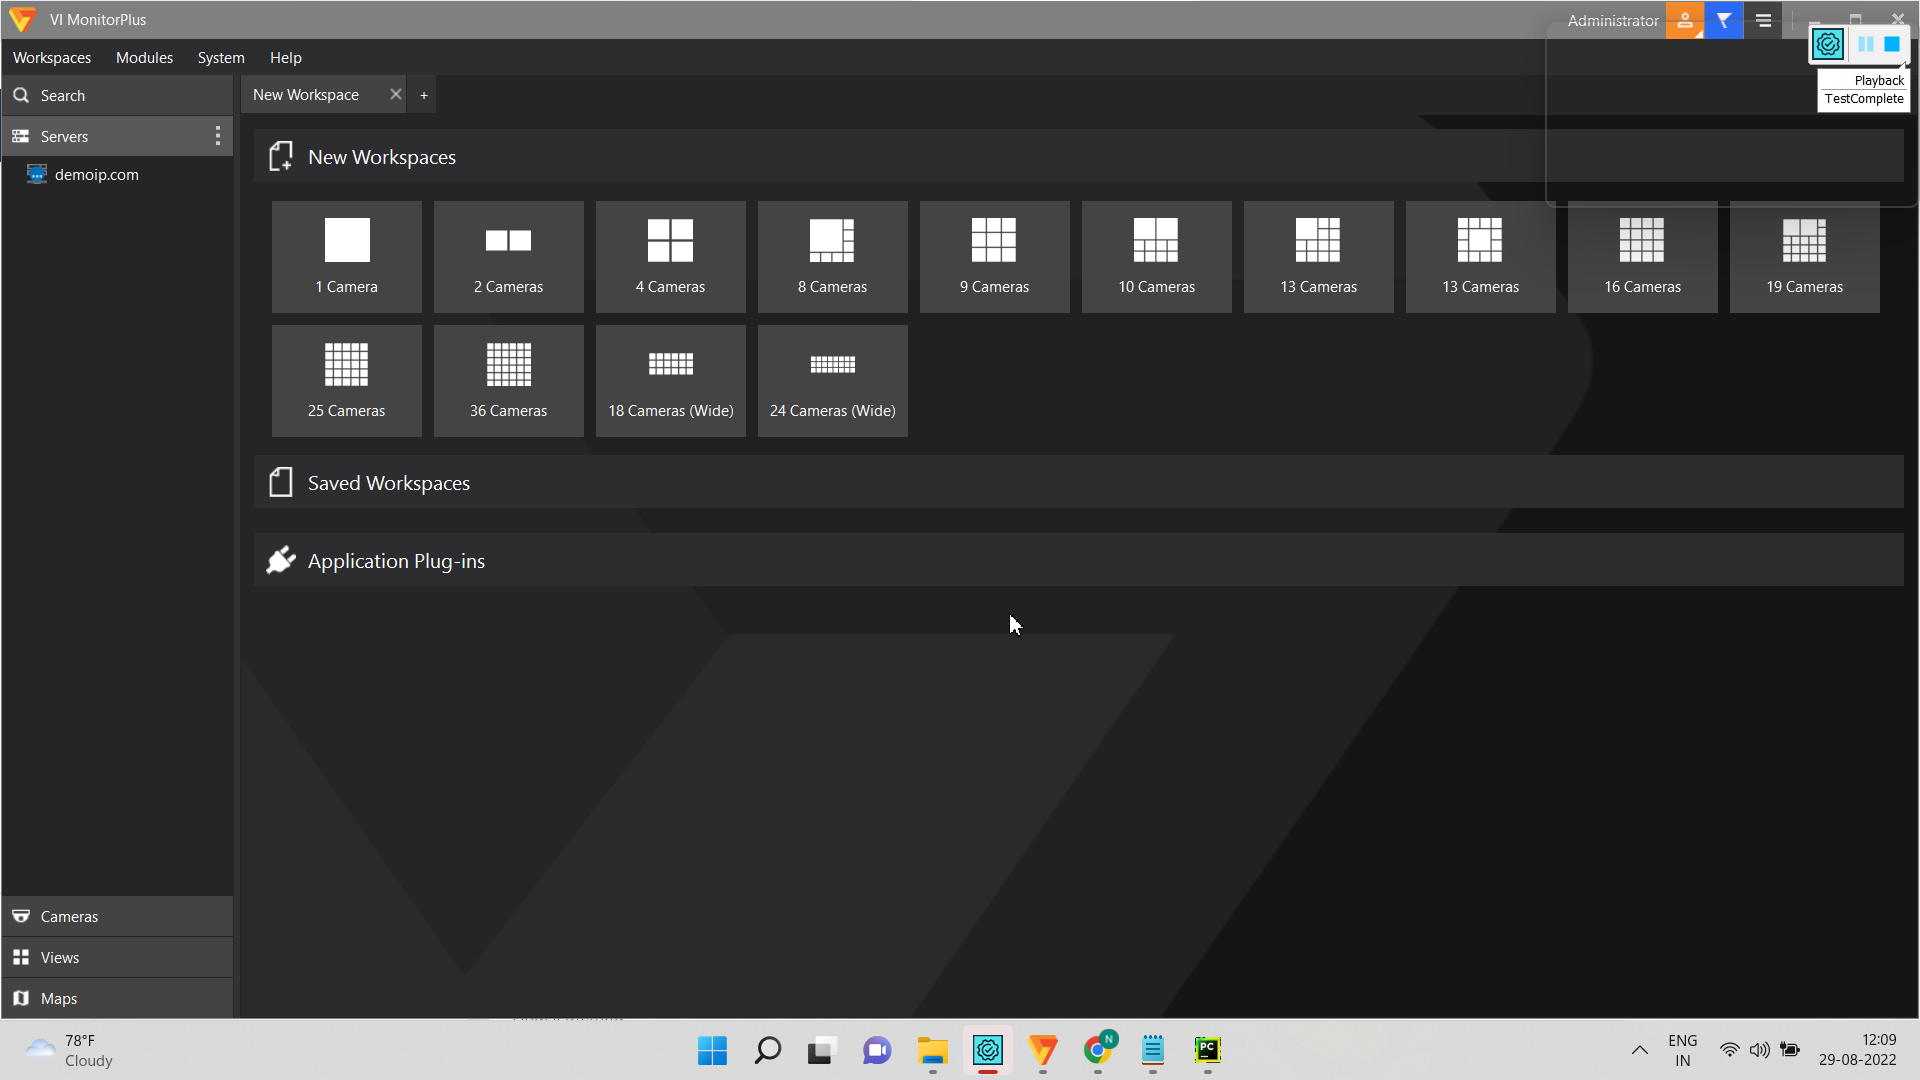 VI MonitorPlus
Administrator
Workspaces Modules System Help
Playback
TestComplete
Search
New Workspace
+
Servers
demoip.com
New Workspaces
1 Camera
2 Cameras
4 Cameras
8 Cameras
9 Cameras
10 Cameras
13 Cameras
13 Cameras
16 Cameras
19 Cameras
25 Cameras
36 Cameras
18 Cameras (Wide)
24 Cameras (Wide)
Saved Workspaces
Application Plug-ins
Cameras
Views
Maps
78°F
Cloudy
N
PC
ENG
IN
12:09
29-08-2022